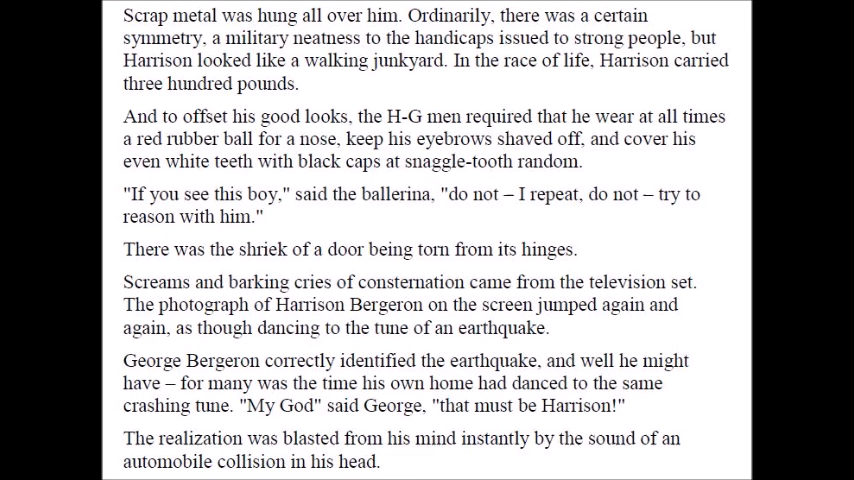 Scrap metal was hung all over him. Ordinarily, there was a certain
symmetry, a military neatness to the handicaps issued to strong people, but
Harrison looked like a walking junkyard. In the race of life, Harrison carried
three hundred pounds.
And to offset his good looks, the H-G men required that he wear at all times
a red rubber ball for a nose, keep his eyebrows shaved off, and cover his
even white teeth with black caps at snaggle-tooth random.
"If you see this boy," said the ballerina, "do not – I repeat, do not – try to
reason with him."
There was the shriek of a door being torn from its hinges.
Screams and barking cries of consternation came from the television set.
The photograph of Harrison Bergeron on the screen jumped again and
again, as though dancing to the tune of an earthquake.
George Bergeron correctly identified the earthquake, and well he might
have – for many was the time his own home had danced to the same
crashing tune. "My God" said George, "that must be Harrison!"
The realization was blasted from his mind instantly by the sound of an
automobile collision in his head.